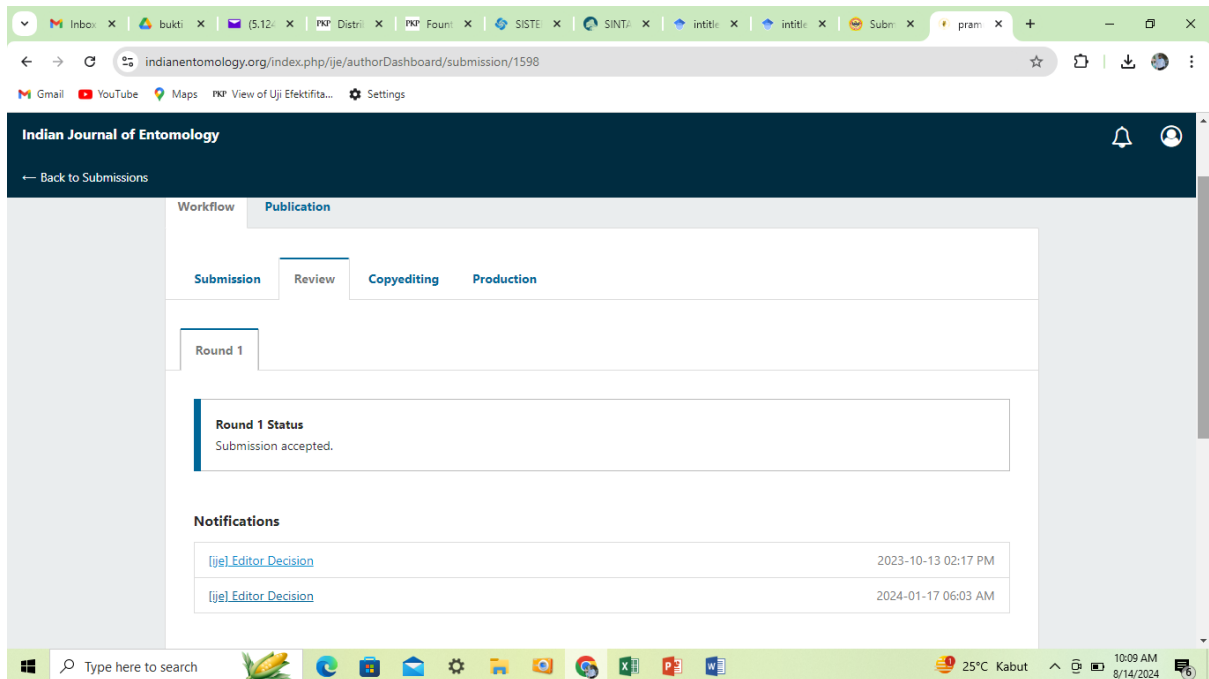 Inbox
bukti
(5.124
PKP Distri
PKP Fount
SISTE
SINTA
intitle
intitle
Subm
pram
indianentomology.org/index.php/ije/authorDashboard/submission/1598
Gmail YouTube Maps PKP View of Uji Efektifita... Settings
Indian Journal of Entomology
← Back to Submissions
Workflow Publication
Submission Review Copyediting Production
Round 1
Round 1 Status
Submission accepted.
Notifications
[ije] Editor Decision 2023-10-13 02:17 PM
[ije] Editor Decision 2024-01-17 06:03 AM
Type here to search
25°C Kabut
10:09 AM
8/14/2024
6